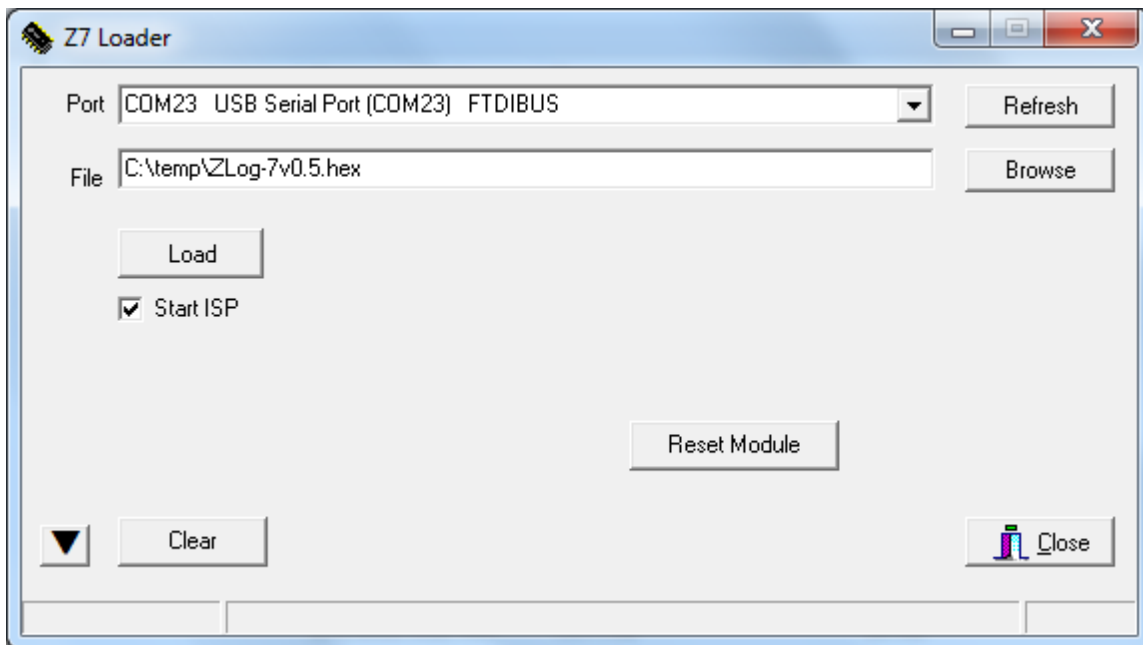 Z7 Loader
Port COM23 USB Serial Port (COM23) FTDIBUS Refresh
File C:\temp\ZLog-7v0.5.hex Browse
Load
Start ISP
Reset Module
Clear Close